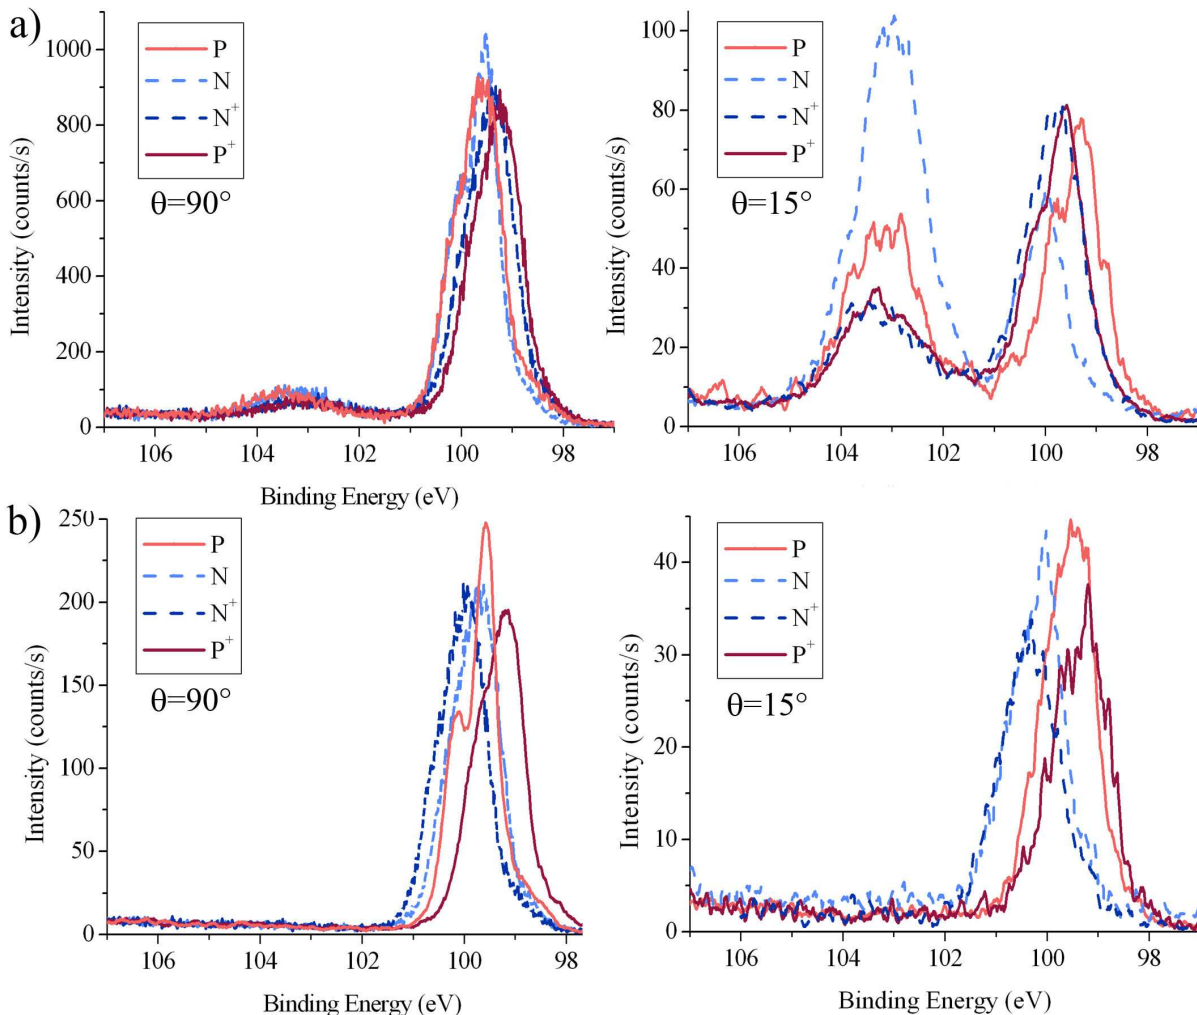 a)
1000
800
600
400
200
0
Intensity (counts/s)
P
N
N⁺
P⁺
θ=90°
106 104 102 100 98
Binding Energy (eV)
100
80
60
40
20
0
Intensity (counts/s)
P
N
N⁺
P⁺
θ=15°
106 104 102 100 98
b)
250
200
150
100
50
0
Intensity (counts/s)
P
N
N⁺
P⁺
θ=90°
106 104 102 100 98
Binding Energy (eV)
40
30
20
10
0
Intensity (counts/s)
P
N
N⁺
P⁺
θ=15°
106 104 102 100 98
Binding Energy (eV)